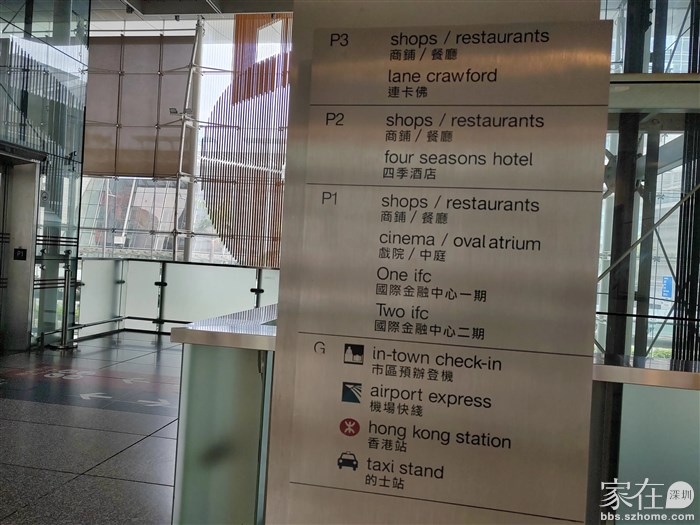 P3
shops / restaurants
商鋪 / 餐廳
lane crawford
連卡佛
P2
shops / restaurants
商鋪 / 餐廳
four seasons hotel
四季酒店
P1
shops / restaurants
商鋪 / 餐廳
cinema / oval atrium
戲院 / 中庭
One ifc
國際金融中心一期
Two ifc
國際金融中心二期
G
in-town check-in
市區預辦登機
airport express
機場快綫
hong kong station
香港站
taxi stand
的士站
家在深圳
bbs.szhome.com